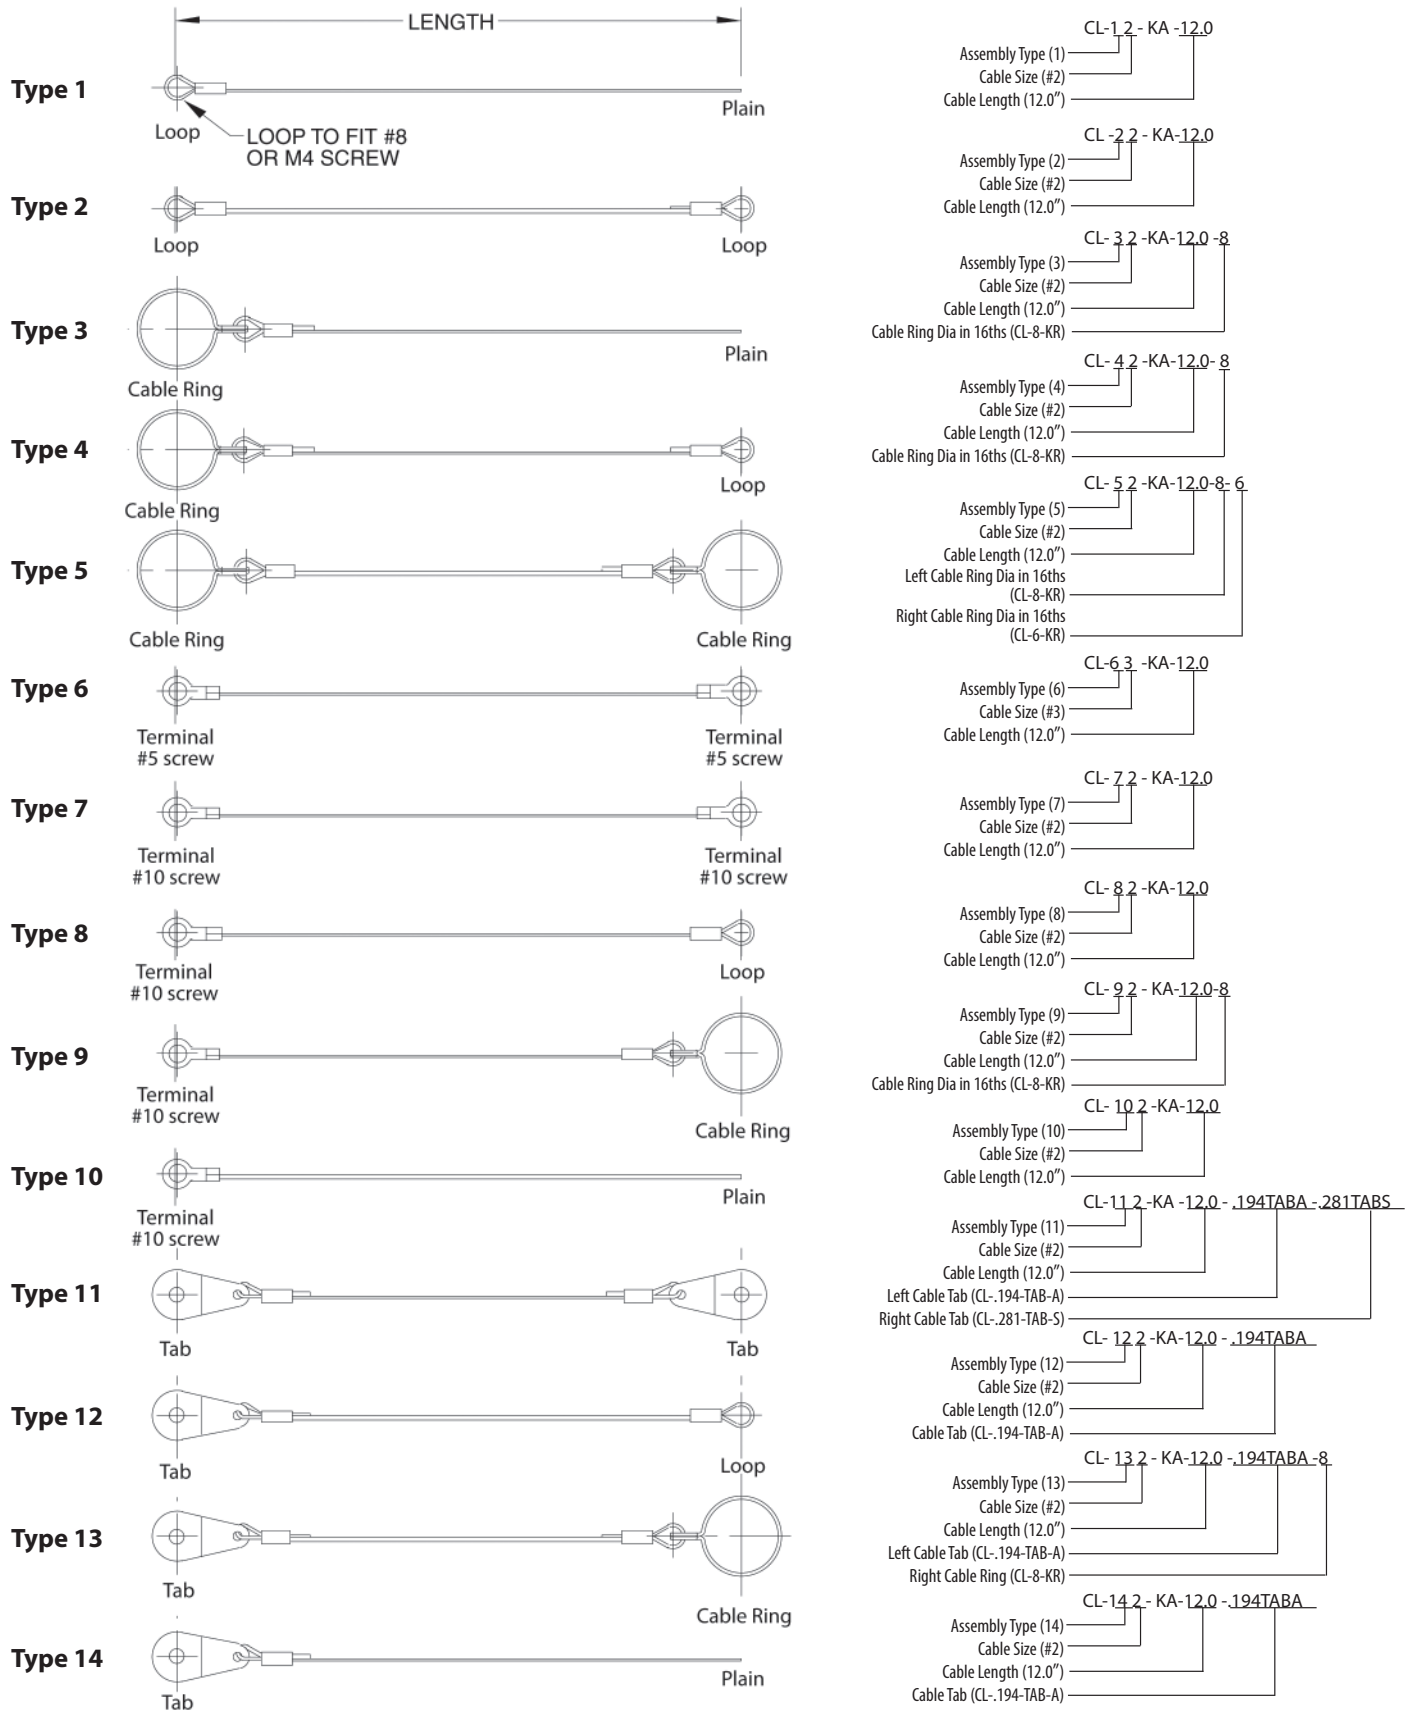 LENGTH
Type 1
Loop
LOOP TO FIT #8
OR M4 SCREW
Plain
CL-1 2 - KA -12.0
Assembly Type (1)
Cable Size (#2)
Cable Length (12.0")
Type 2
Loop
Loop
CL -2 2 - KA-12.0
Assembly Type (2)
Cable Size (#2)
Cable Length (12.0")
Type 3
Cable Ring
Plain
CL- 3 2 -KA-12.0 -8
Assembly Type (3)
Cable Size (#2)
Cable Length (12.0")
Cable Ring Dia in 16ths (CL-8-KR)
Type 4
Cable Ring
Loop
CL- 4 2 -KA-12.0- 8
Assembly Type (4)
Cable Size (#2)
Cable Length (12.0")
Cable Ring Dia in 16ths (CL-8-KR)
Type 5
Cable Ring
Cable Ring
CL- 5 2 -KA-12.0-8- 6
Assembly Type (5)
Cable Size (#2)
Cable Length (12.0")
Left Cable Ring Dia in 16ths
(CL-8-KR)
Right Cable Ring Dia in 16ths
(CL-6-KR)
Type 6
Terminal
#5 screw
Terminal
#5 screw
CL-6 3 -KA-12.0
Assembly Type (6)
Cable Size (#3)
Cable Length (12.0")
Type 7
Terminal
#10 screw
Terminal
#10 screw
CL- 7 2 - KA-12.0
Assembly Type (7)
Cable Size (#2)
Cable Length (12.0")
Type 8
Terminal
#10 screw
Loop
CL- 8 2 -KA-12.0
Assembly Type (8)
Cable Size (#2)
Cable Length (12.0")
Type 9
Terminal
#10 screw
Cable Ring
CL- 9 2 - KA-12.0-8
Assembly Type (9)
Cable Size (#2)
Cable Length (12.0")
Cable Ring Dia in 16ths (CL-8-KR)
Type 10
Terminal
#10 screw
Plain
CL- 10 2 -KA-12.0
Assembly Type (10)
Cable Size (#2)
Cable Length (12.0")
Type 11
Tab
Tab
CL-11 2 -KA -12.0 - .194TABA -.281TABS
Assembly Type (11)
Cable Size (#2)
Cable Length (12.0")
Left Cable Tab (CL-.194-TAB-A)
Right Cable Tab (CL-.281-TAB-S)
Type 12
Tab
Loop
CL- 12 2 -KA-12.0 - .194TABA
Assembly Type (12)
Cable Size (#2)
Cable Length (12.0")
Cable Tab (CL-.194-TAB-A)
Type 13
Tab
Cable Ring
CL- 13 2 - KA-12.0 -.194TABA -8
Assembly Type (13)
Cable Size (#2)
Cable Length (12.0")
Left Cable Tab (CL-.194-TAB-A)
Right Cable Ring (CL-8-KR)
Type 14
Tab
Plain
CL-14 2 - KA-12.0 -.194TABA
Assembly Type (14)
Cable Size (#2)
Cable Length (12.0")
Cable Tab (CL-.194-TAB-A)